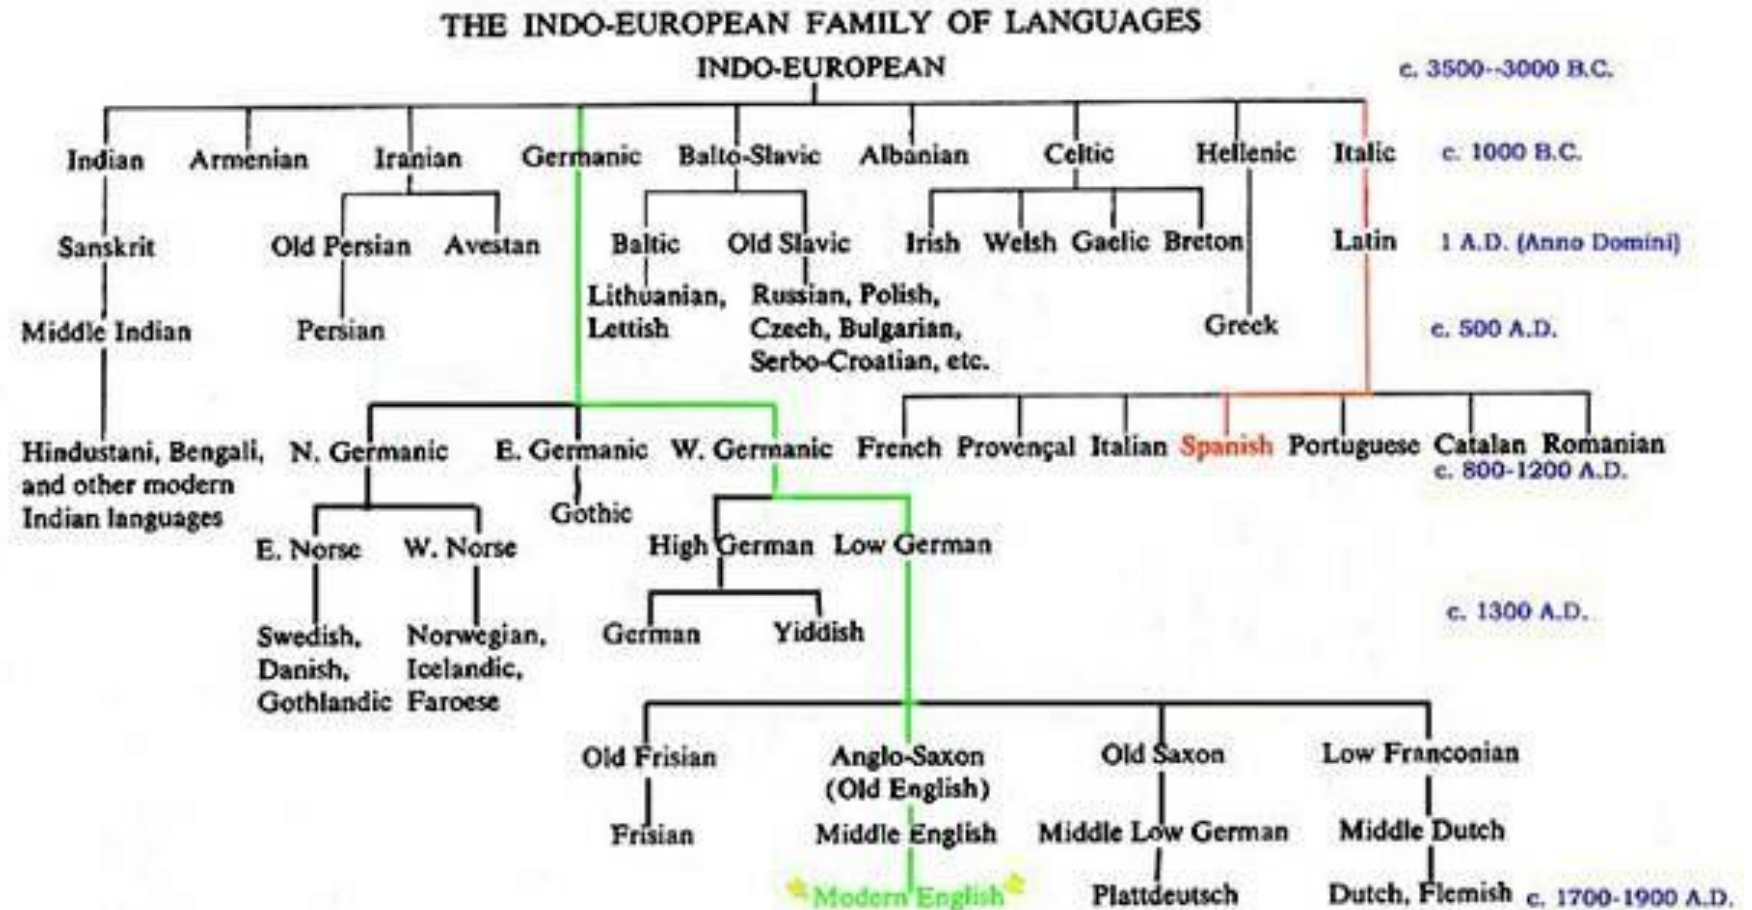 THE INDO-EUROPEAN FAMILY OF LANGUAGES
INDO-EUROPEAN
c. 3500--3000 B.C.
Indian Armenian Iranian Germanic Balto-Slavic Albanian Celtic Hellenic Italic c. 1000 B.C.
Sanskrit Old Persian Avestan Baltic Old Slavic Irish Welsh Gaelic Breton Latin 1 A.D. (Anno Domini)
Lithuanian,
Lettish
Russian, Polish,
Czech, Bulgarian,
Serbo-Croatian, etc.
Middle Indian Persian Greek c. 500 A.D.
Hindustani, Bengali,
and other modern
Indian languages
N. Germanic E. Germanic W. Germanic French Provençal Italian Spanish Portuguese Catalan Romanian
c. 800-1200 A.D.
Gothic
E. Norse W. Norse High German Low German
c. 1300 A.D.
Swedish,
Danish,
Gothlandic
Norwegian,
Icelandic,
Faroese
German Yiddish
Old Frisian Anglo-Saxon
(Old English)
Old Saxon Low Franconian
Frisian Middle English Middle Low German Middle Dutch
Modern English Plattdeutsch Dutch, Flemish c. 1700-1900 A.D.